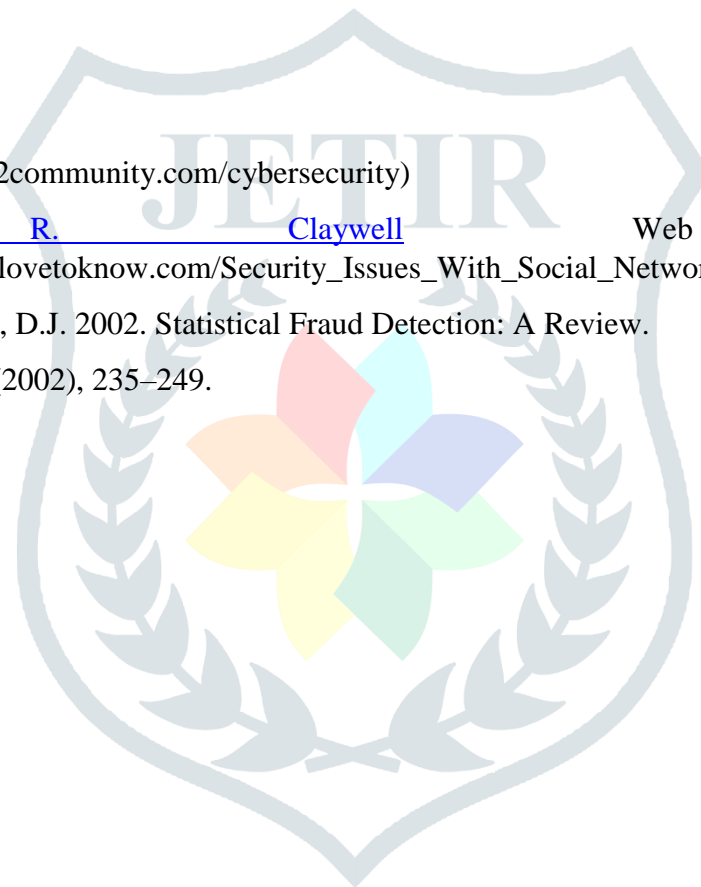 JETIR
2community.com/cybersecurity)
R. Claywell Web
lovetoknow.com/Security_Issues_With_Social_Networ
, D.J. 2002. Statistical Fraud Detection: A Review.
(2002), 235–249.